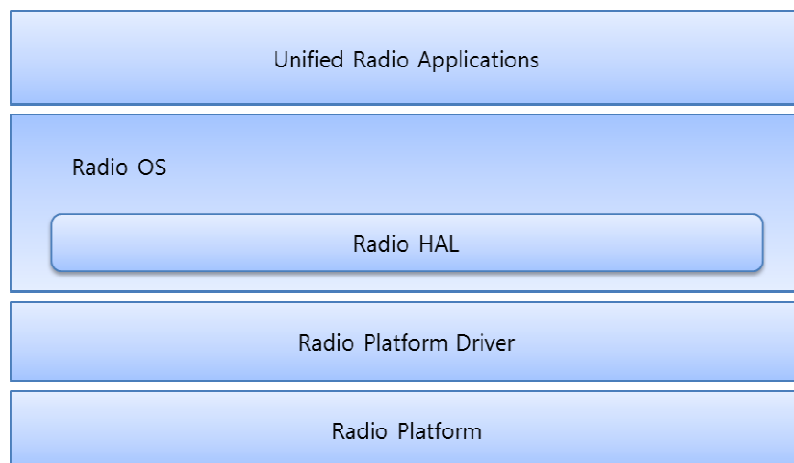 Unified Radio Applications
Radio OS
Radio HAL
Radio Platform Driver
Radio Platform